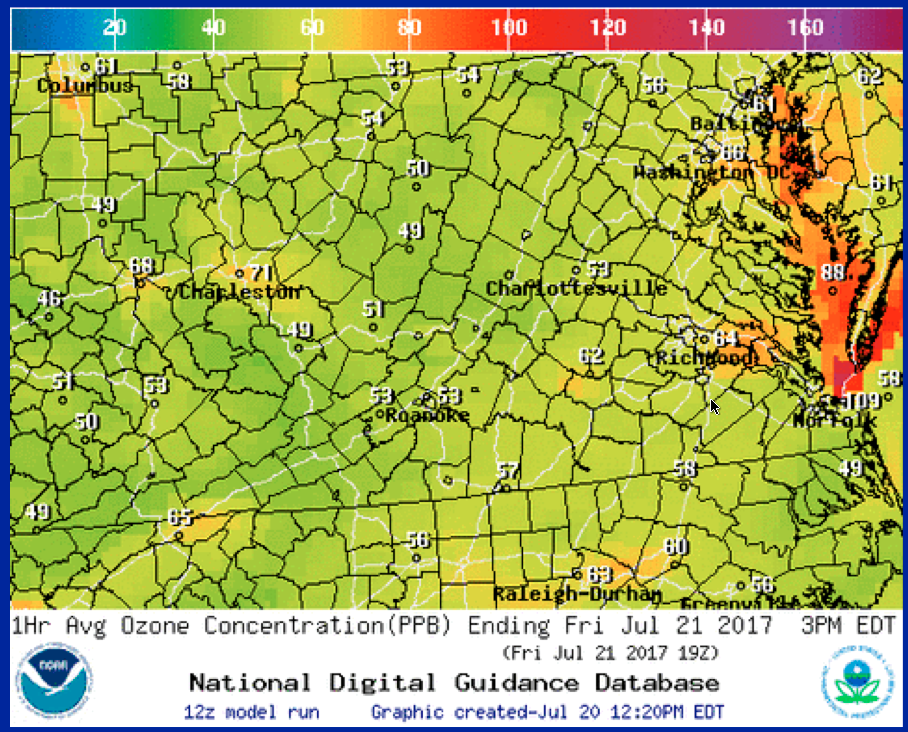 20 40 60 80 100 120 140 160
61 53 62
Columbus 58 54 56
61
54 Baltimore
66
50 Washington DC
61
49
49
68 71 53 88
Charleston Charlottesville
46
51
49 64
62 Richmond
51 53 53 53 58
109
50 Roanoke Norfolk
57 58 49
49 65
56 60
63 56
Raleigh-Durham Greenville
1Hr Avg Ozone Concentration(PPB) Ending Fri Jul 21 2017 3PM EDT
(Fri Jul 21 2017 19Z)
noaa
National Digital Guidance Database
12z model run Graphic created-Jul 20 12:20PM EDT